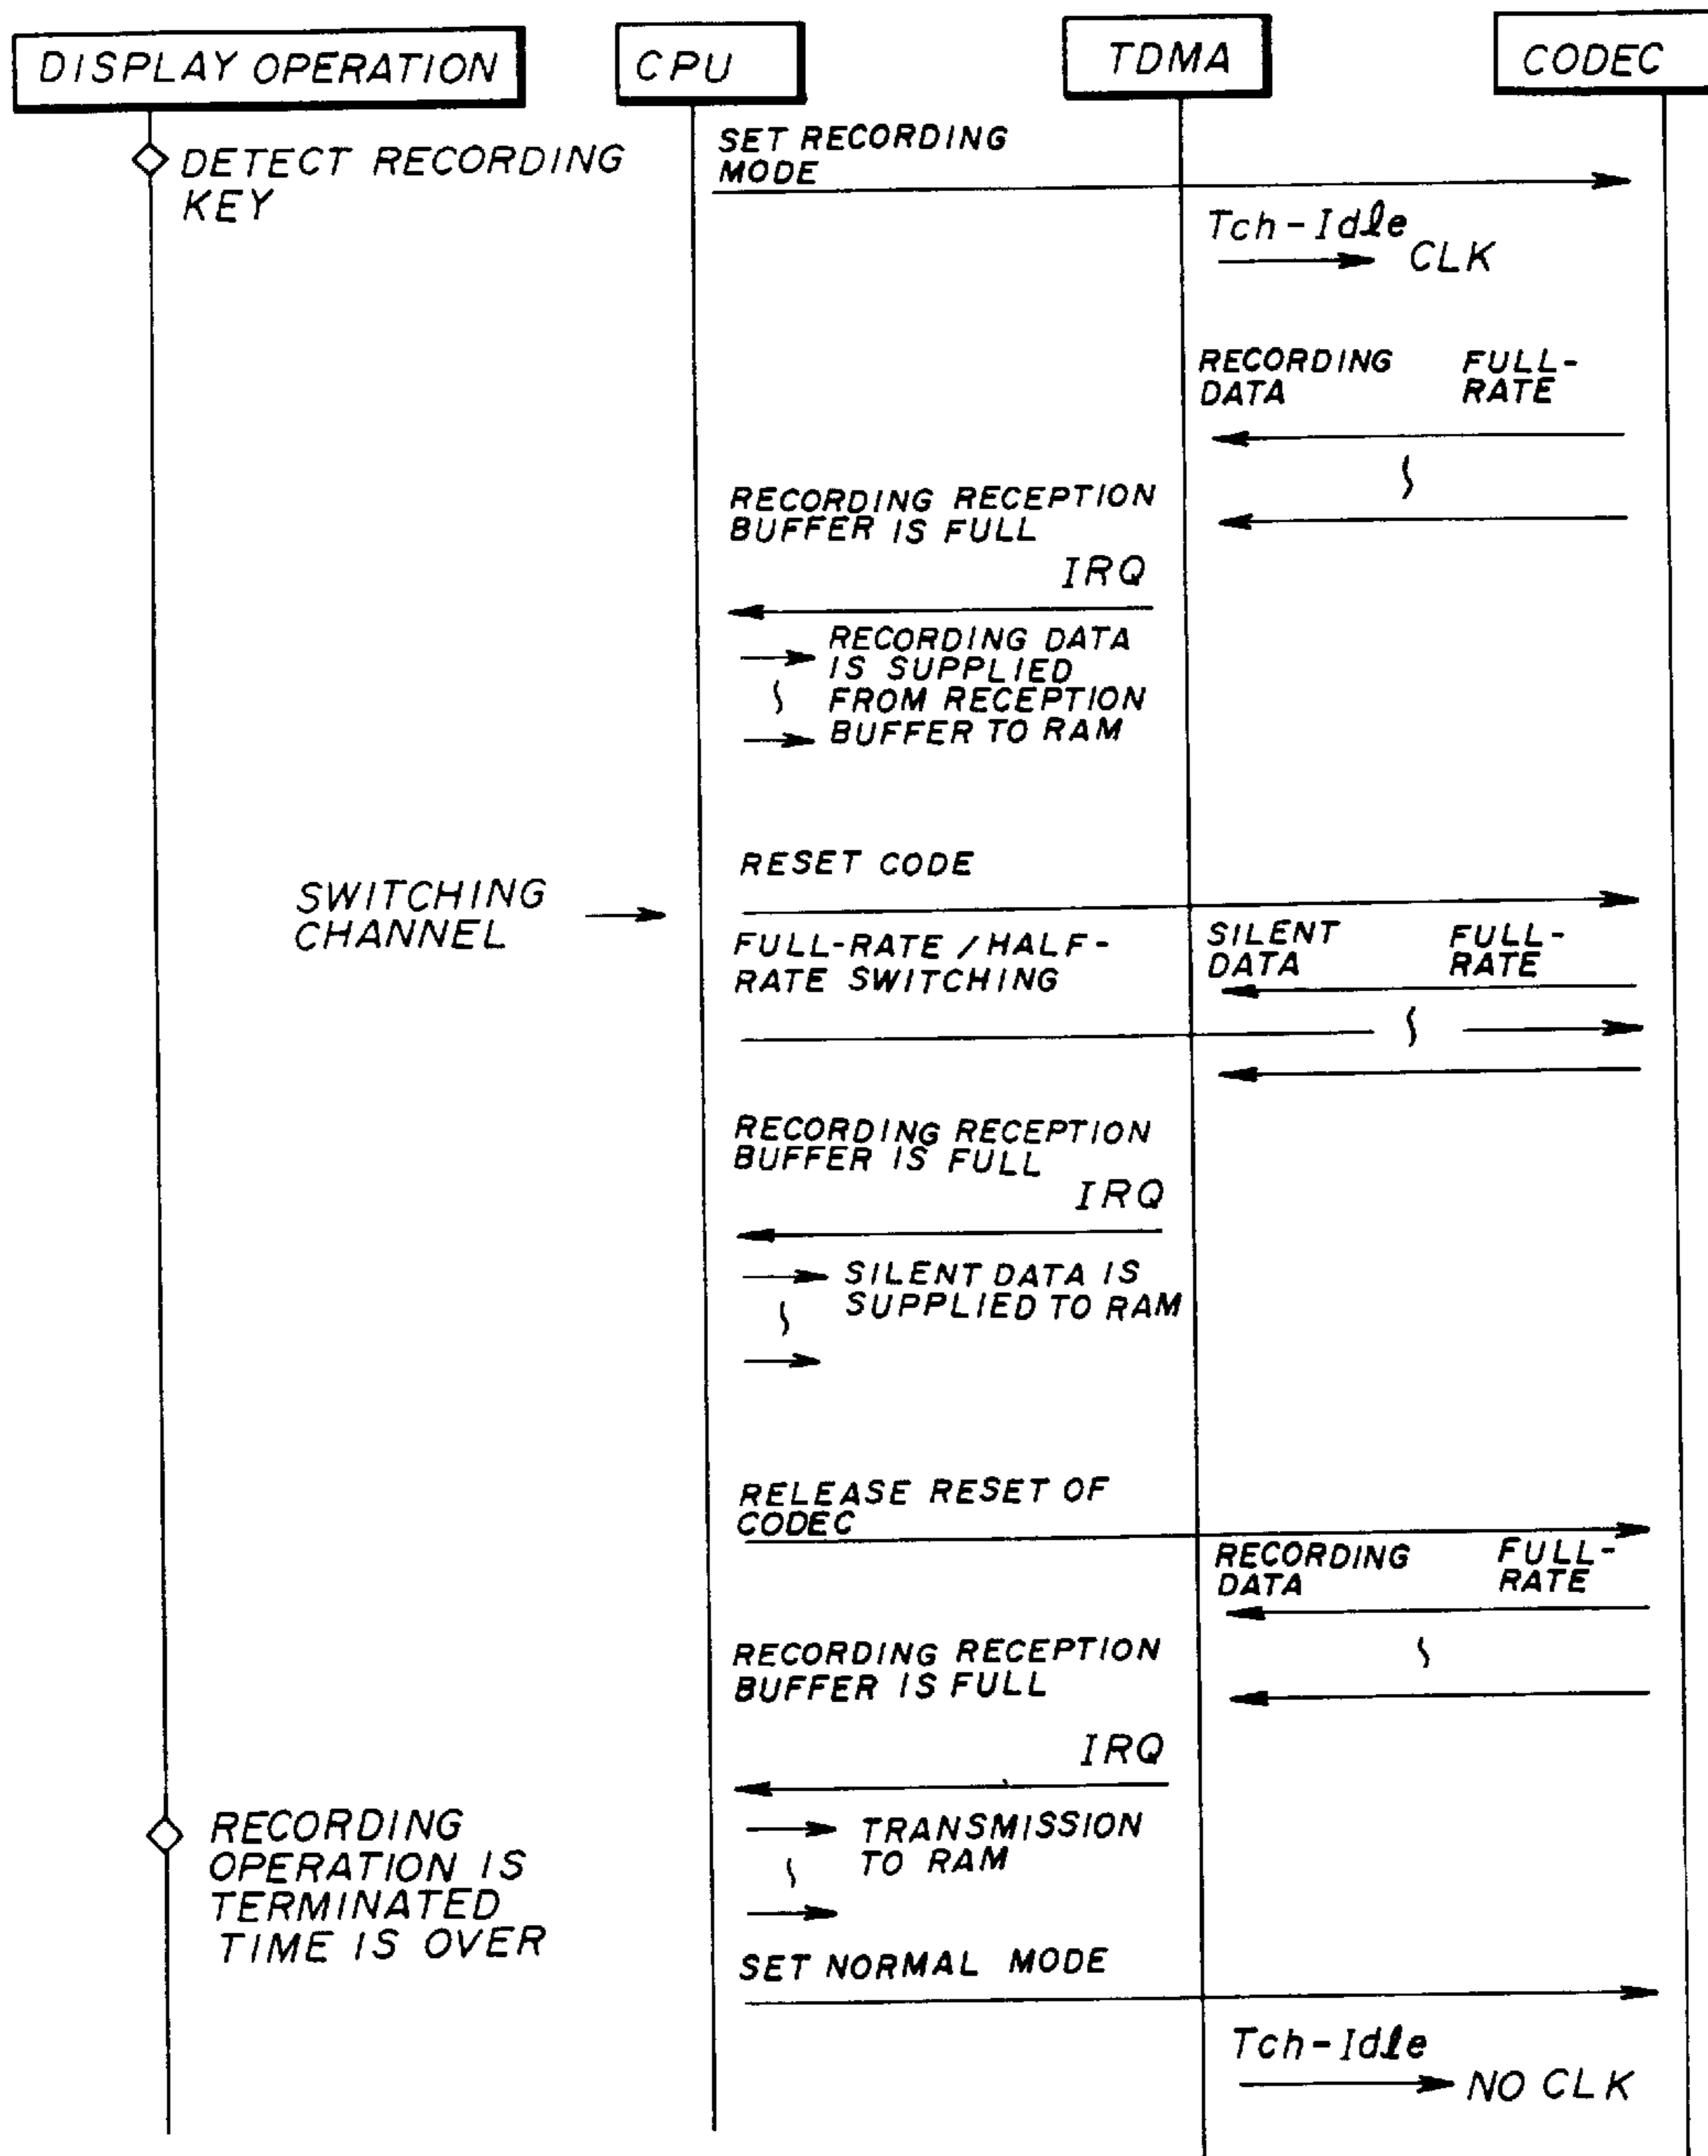 DISPLAY OPERATION
CPU
TDMA
CODEC
DETECT RECORDING
KEY
SET RECORDING
MODE
Tch-Idle
CLK
RECORDING
DATA
FULL-
RATE
RECORDING RECEPTION
BUFFER IS FULL
IRQ
RECORDING DATA
IS SUPPLIED
FROM RECEPTION
BUFFER TO RAM
SWITCHING
CHANNEL
RESET CODE
FULL-RATE / HALF-
RATE SWITCHING
SILENT
DATA
FULL-
RATE
RECORDING RECEPTION
BUFFER IS FULL
IRQ
SILENT DATA IS
SUPPLIED TO RAM
RELEASE RESET OF
CODEC
RECORDING
DATA
FULL-
RATE
RECORDING RECEPTION
BUFFER IS FULL
IRQ
RECORDING
OPERATION IS
TERMINATED
TIME IS OVER
TRANSMISSION
TO RAM
SET NORMAL MODE
Tch-Idle
NO CLK